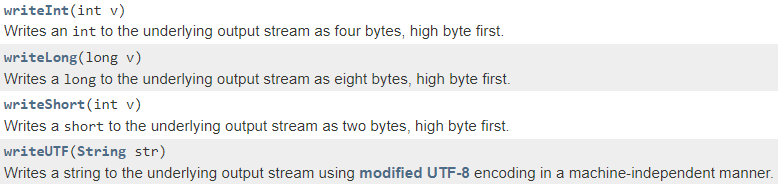 writeInt(int v)
Writes an int to the underlying output stream as four bytes, high byte first.
writeLong(long v)
Writes a long to the underlying output stream as eight bytes, high byte first.
writeShort(int v)
Writes a short to the underlying output stream as two bytes, high byte first.
writeUTF(String str)
Writes a string to the underlying output stream using modified UTF-8 encoding in a machine-independent manner.